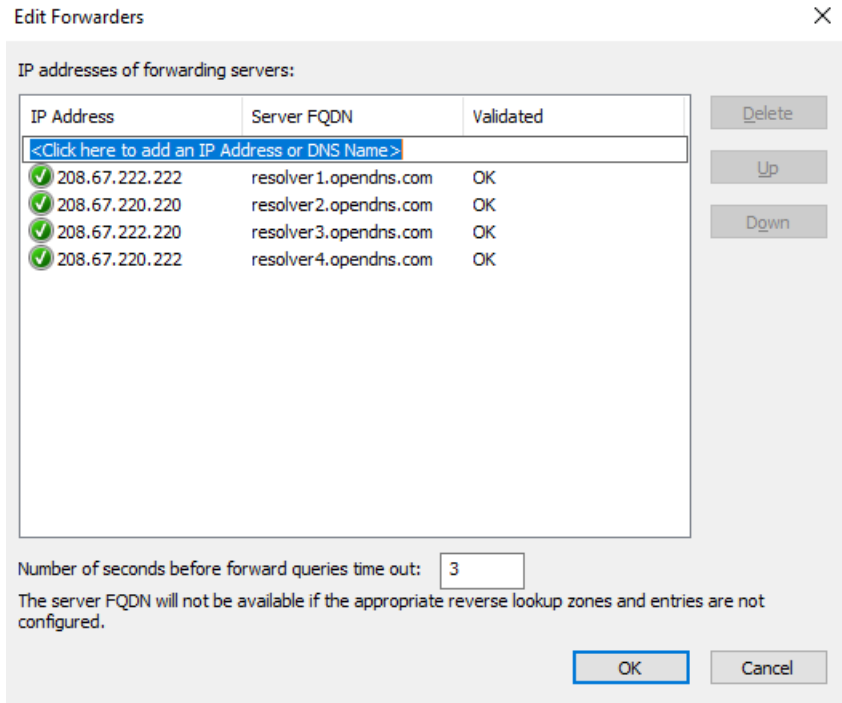 Edit Forwarders
IP addresses of forwarding servers:
IP Address Server FQDN Validated
<Click here to add an IP Address or DNS Name>
208.67.222.222 resolver1.opendns.com OK
208.67.220.220 resolver2.opendns.com OK
208.67.222.220 resolver3.opendns.com OK
208.67.220.222 resolver4.opendns.com OK
Delete
Up
Down
Number of seconds before forward queries time out: 3
The server FQDN will not be available if the appropriate reverse lookup zones and entries are not
configured.
OK Cancel